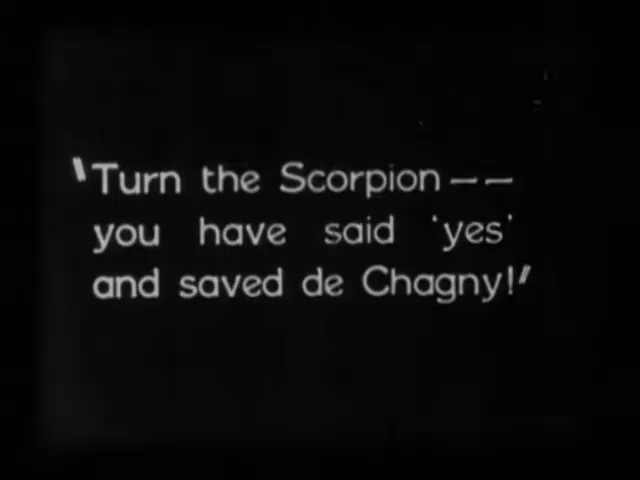 "Turn the Scorpion——
you have said 'yes'
and saved de Chagny!"